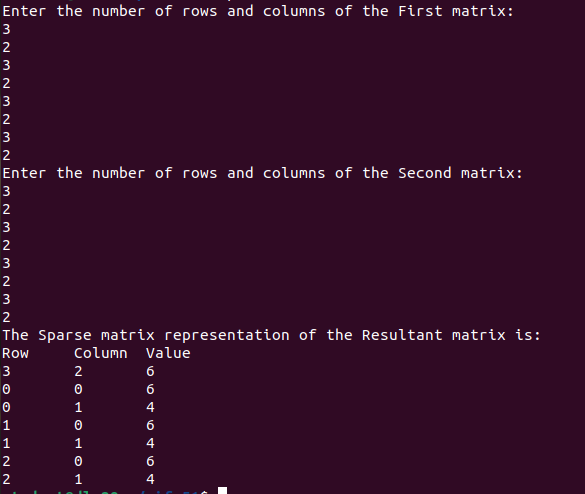 Enter the number of rows and columns of the First matrix:
3
2
3
2
3
2
3
2
Enter the number of rows and columns of the Second matrix:
3
2
3
2
3
2
3
2
The Sparse matrix representation of the Resultant matrix is:
Row Column Value
3 2 6
0 0 6
0 1 4
1 0 6
1 1 4
2 0 6
2 1 4